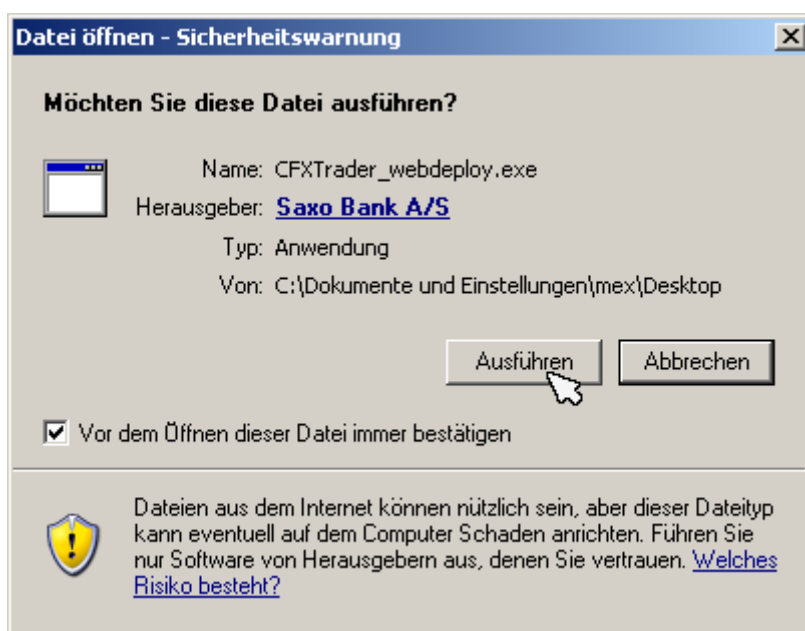 Datei öffnen - Sicherheitswarnung
Möchten Sie diese Datei ausführen?
Name: CFXTrader_webdeploy.exe
Herausgeber: Saxo Bank A/S
Typ: Anwendung
Von: C:\Dokumente und Einstellungen\mex\Desktop
Ausführen Abbrechen
Vor dem Öffnen dieser Datei immer bestätigen
Dateien aus dem Internet können nützlich sein, aber dieser Dateityp
kann eventuell auf dem Computer Schaden anrichten. Führen Sie
nur Software von Herausgebern aus, denen Sie vertrauen. Welches
Risiko besteht?